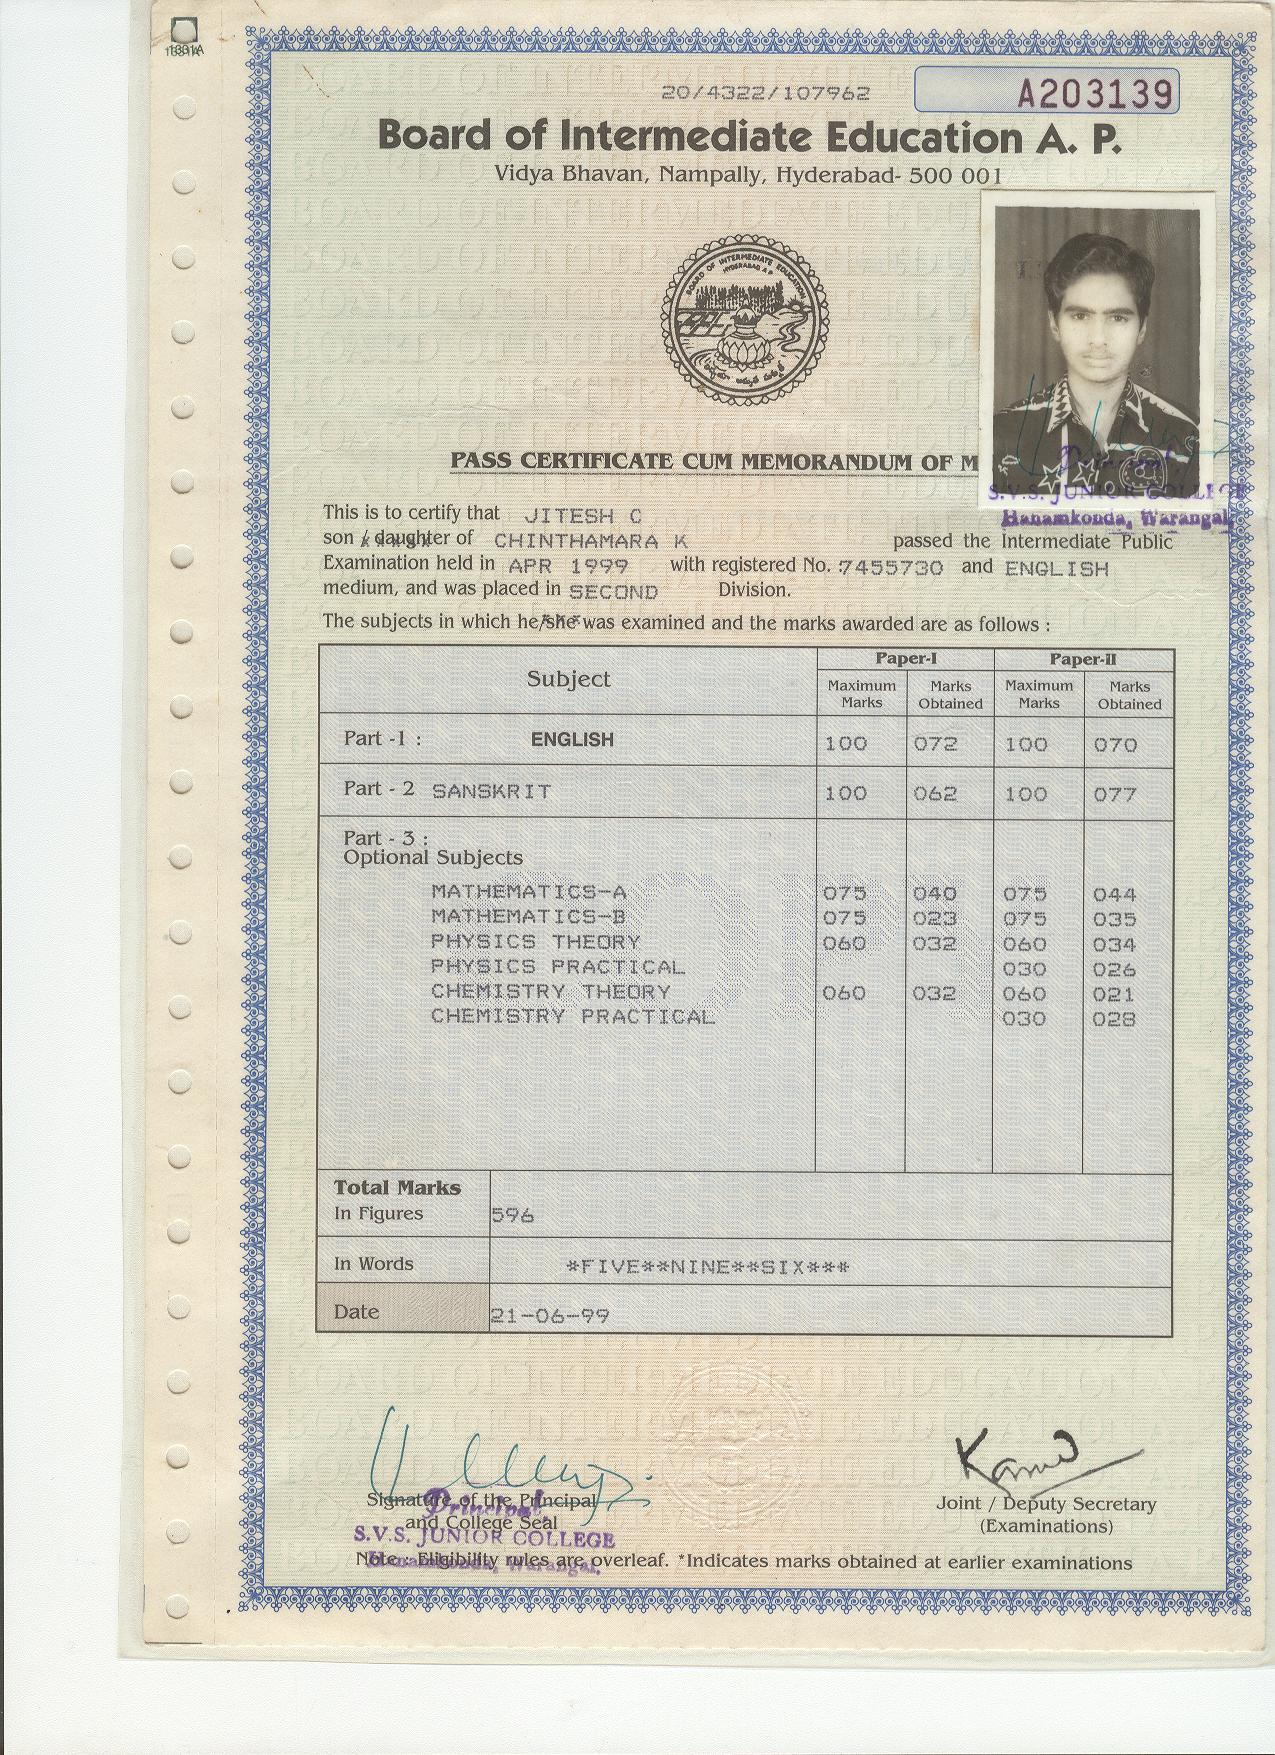 1391A
20/4322/107962
A203139
Board of Intermediate Education A. P.
Vidya Bhavan, Nampally, Hyderabad- 500 001
BOARD OF INTERMEDIATE EDUCATION
HYDERABAD A P
PASS CERTIFICATE CUM MEMORANDUM OF M
Principal
S.V.S. JUNIOR COLLEGE
Hanamkonda, Warangal
This is to certify that JITESH C
son / daughter of CHINTHAMARA K passed the Intermediate Public
Examination held in APR 1999 with registered No. 7455730 and ENGLISH
medium, and was placed in SECOND Division.
The subjects in which he/she was examined and the marks awarded are as follows :
Subject Paper-I Paper-II
Maximum Marks Marks Obtained Maximum Marks Marks Obtained
Part -1 : ENGLISH 100 072 100 070
Part - 2 SANSKRIT 100 062 100 077
Part - 3 :
Optional Subjects
MATHEMATICS-A 075 040 075 044
MATHEMATICS-B 075 023 075 035
PHYSICS THEORY 060 032 060 034
PHYSICS PRACTICAL 030 026
CHEMISTRY THEORY 060 032 060 021
CHEMISTRY PRACTICAL 030 028
Total Marks
In Figures 596
In Words *FIVE**NINE**SIX***
Date 21-06-99
Signature of the Principal
and College Seal
Principal
S.V.S. JUNIOR COLLEGE
Hanamkonda, Warangal.
Joint / Deputy Secretary
(Examinations)
Note : Eligibility rules are overleaf. *Indicates marks obtained at earlier examinations